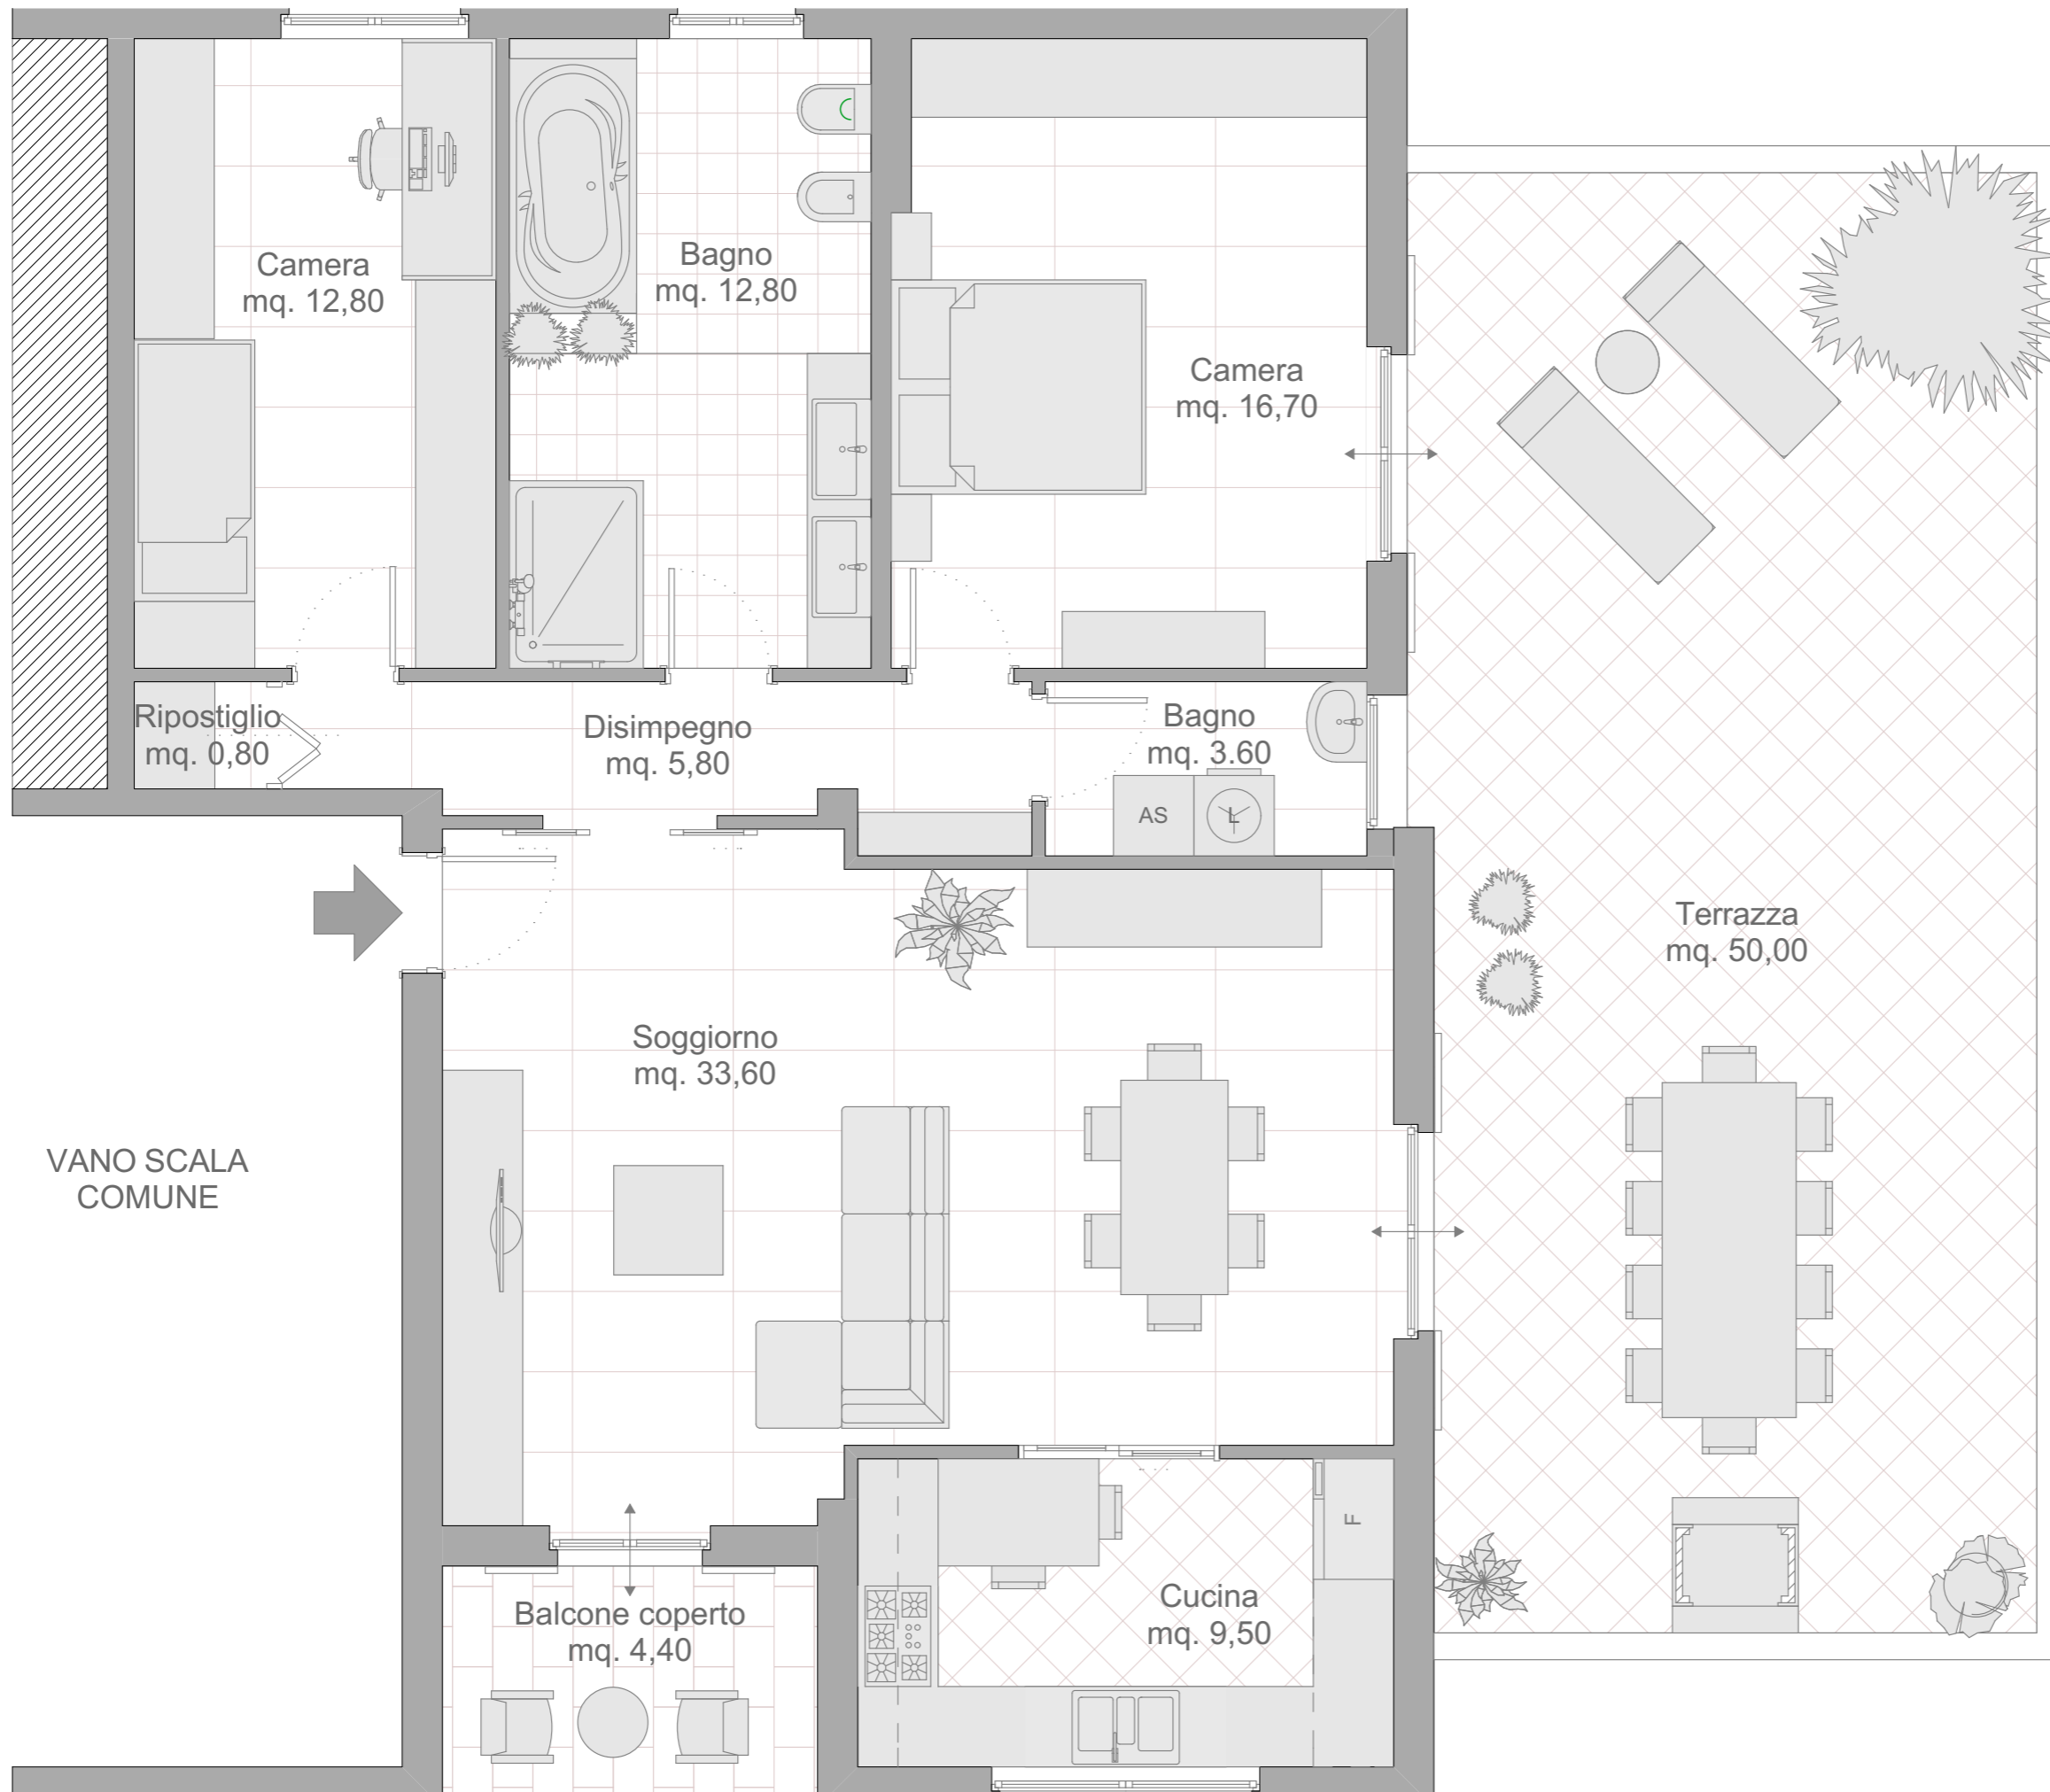 Camera
mq. 12,80
Bagno
mq. 12,80
Camera
mq. 16,70
Ripostiglio
mq. 0,80
Disimpegno
mq. 5,80
Bagno
mq. 3.60
AS
L
Terrazza
mq. 50,00
Soggiorno
mq. 33,60
VANO SCALA
COMUNE
F
Balcone coperto
mq. 4,40
Cucina
mq. 9,50